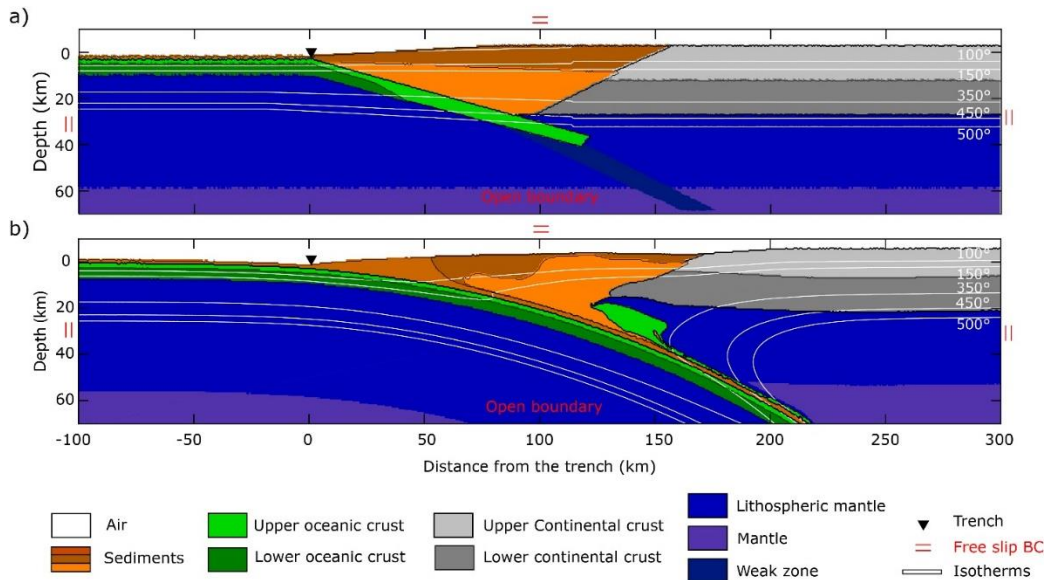 a)
0
20
40
60
Depth (km)
100°
150°
350°
450°
500°
Open boundary
b)
0
20
40
60
Depth (km)
100°
150°
350°
450°
500°
Open boundary
-100 -50 0 50 100 150 200 250 300
Distance from the trench (km)
Air
Sediments
Upper oceanic crust
Lower oceanic crust
Upper Continental crust
Lower continental crust
Lithospheric mantle
Mantle
Weak zone
Trench
Free slip BC
Isotherms